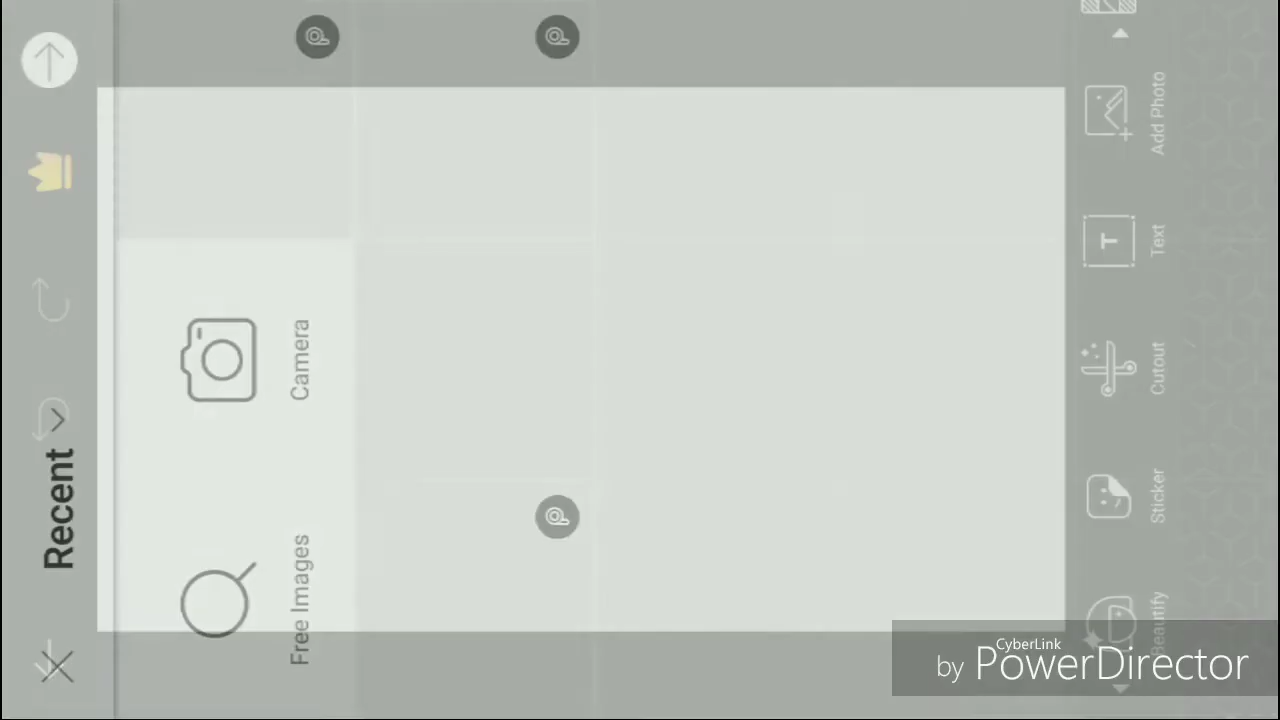 Recent
Free Images
Camera
Beautify
Sticker
Cutout
Text
Add Photo
CyberLink
by PowerDirector